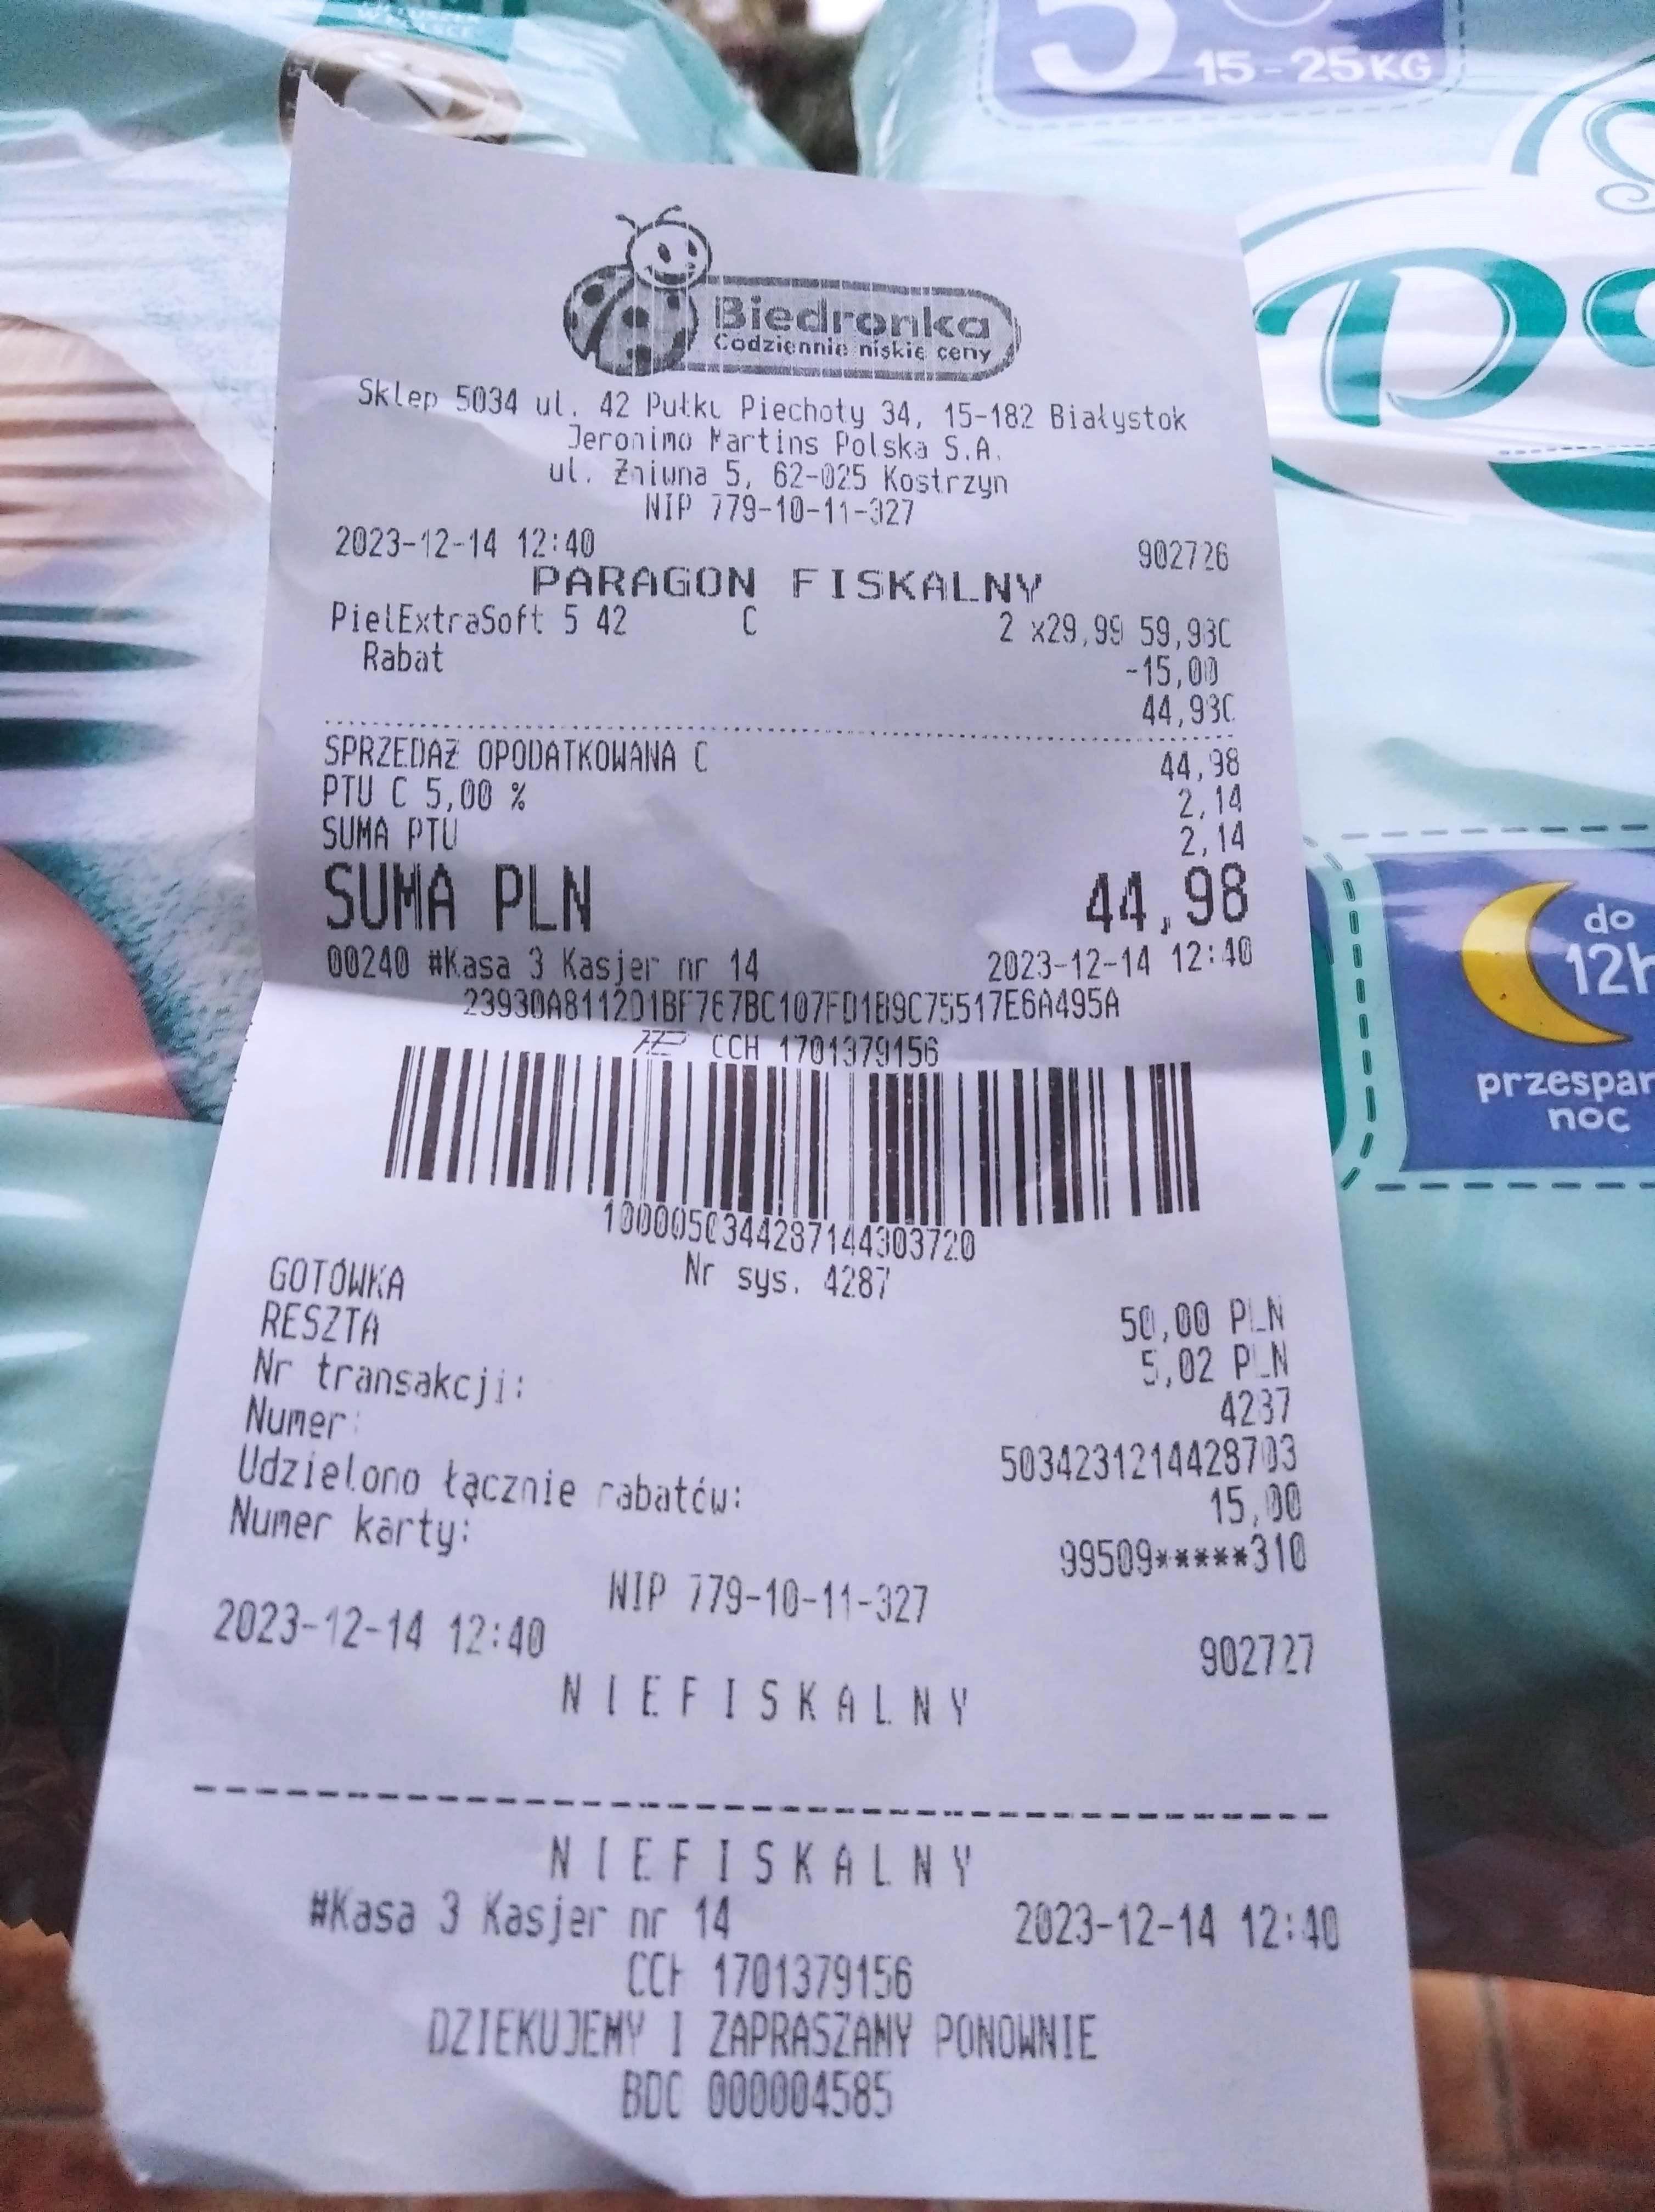 5
15-25KG
Biedronka
Codziennie niskie ceny
Sklep 5034 ul. 42 Pułku Piechoty 34, 15-182 Białystok
Jeronimo Martins Polska S.A.
ul. Żniwna 5, 62-025 Kostrzyn
NIP 779-10-11-327
2023-12-14 12:40 902726
PARAGON FISKALNY
PielExtraSoft 5 42 C 2 x29,99 59,98C
Rabat -15,00
44,98C
SPRZEDAŻ OPODATKOWANA C 44,98
PTU C 5,00 % 2,14
SUMA PTU 2,14
SUMA PLN 44,98
00240 #Kasa 3 Kasjer nr 14 2023-12-14 12:40
23930A8112D1BF767BC107FD1B9C75517E6A495A
CCH 1701379156
1000050344287144303720
Nr sys. 4287
GOTÓWKA 50,00 PLN
RESZTA 5,02 PLN
Nr transakcji: 4287
Numer: 5034231214428703
Udzielono łącznie rabatów: 15,00
Numer karty: 99509*****310
NIP 779-10-11-327
2023-12-14 12:40 902727
NIEFISKALNY
NIEFISKALNY
#Kasa 3 Kasjer nr 14 2023-12-14 12:40
CCH 1701379156
DZIEKUJEMY I ZAPRASZAMY PONOWNIE
BDC 000004585
do
12h
noc